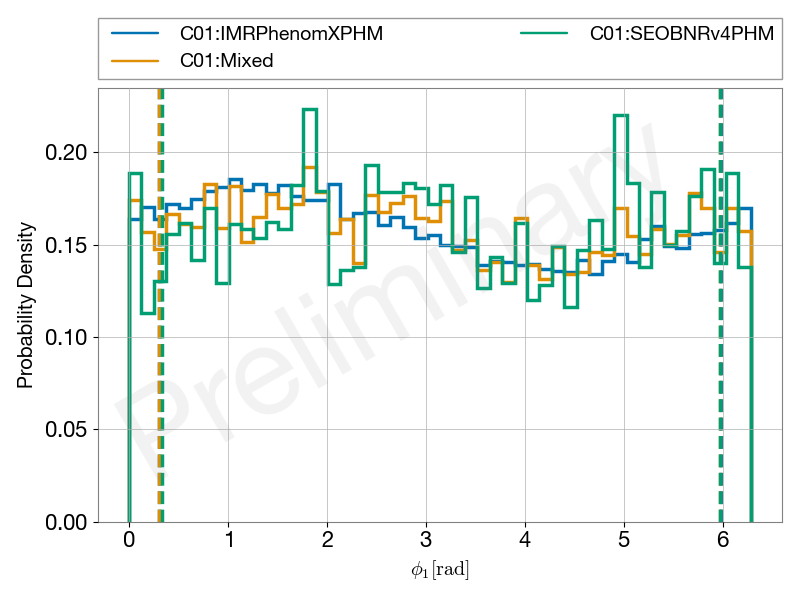 C01:IMRPhenomXPHM C01:SEOBNRv4PHM
C01:Mixed
0.20
0.15
0.10
0.05
0.00
Probability Density
Preliminary
0 1 2 3 4 5 6
ϕ₁[rad]